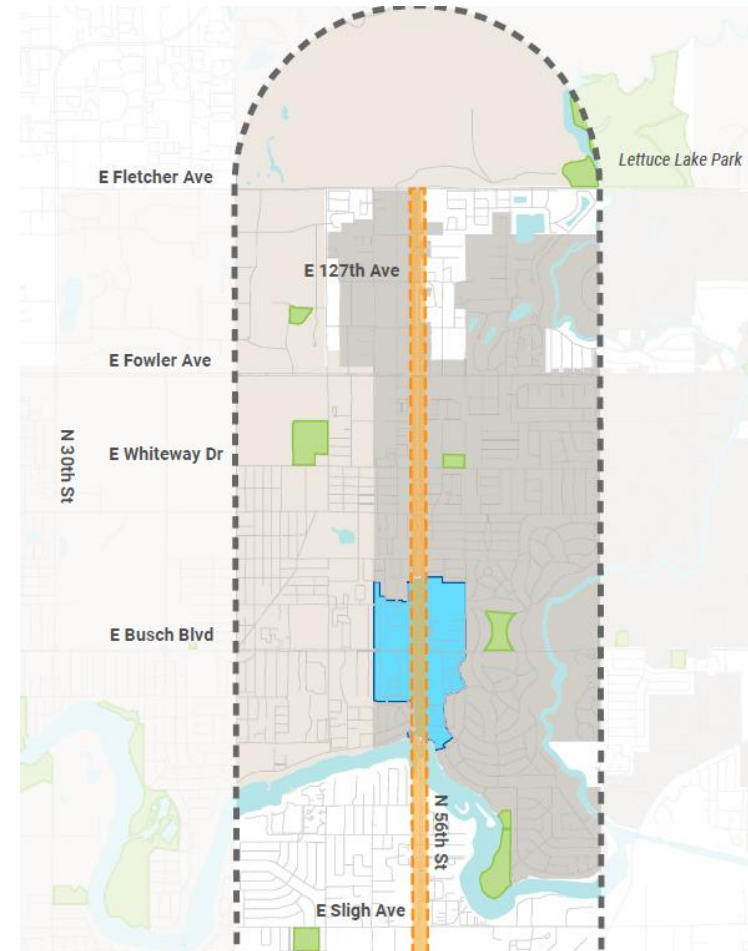 Lettuce Lake Park
E Fletcher Ave
E 127th Ave
E Fowler Ave
E Whiteway Dr
N 30th St
E Busch Blvd
N 56th St
E Sligh Ave